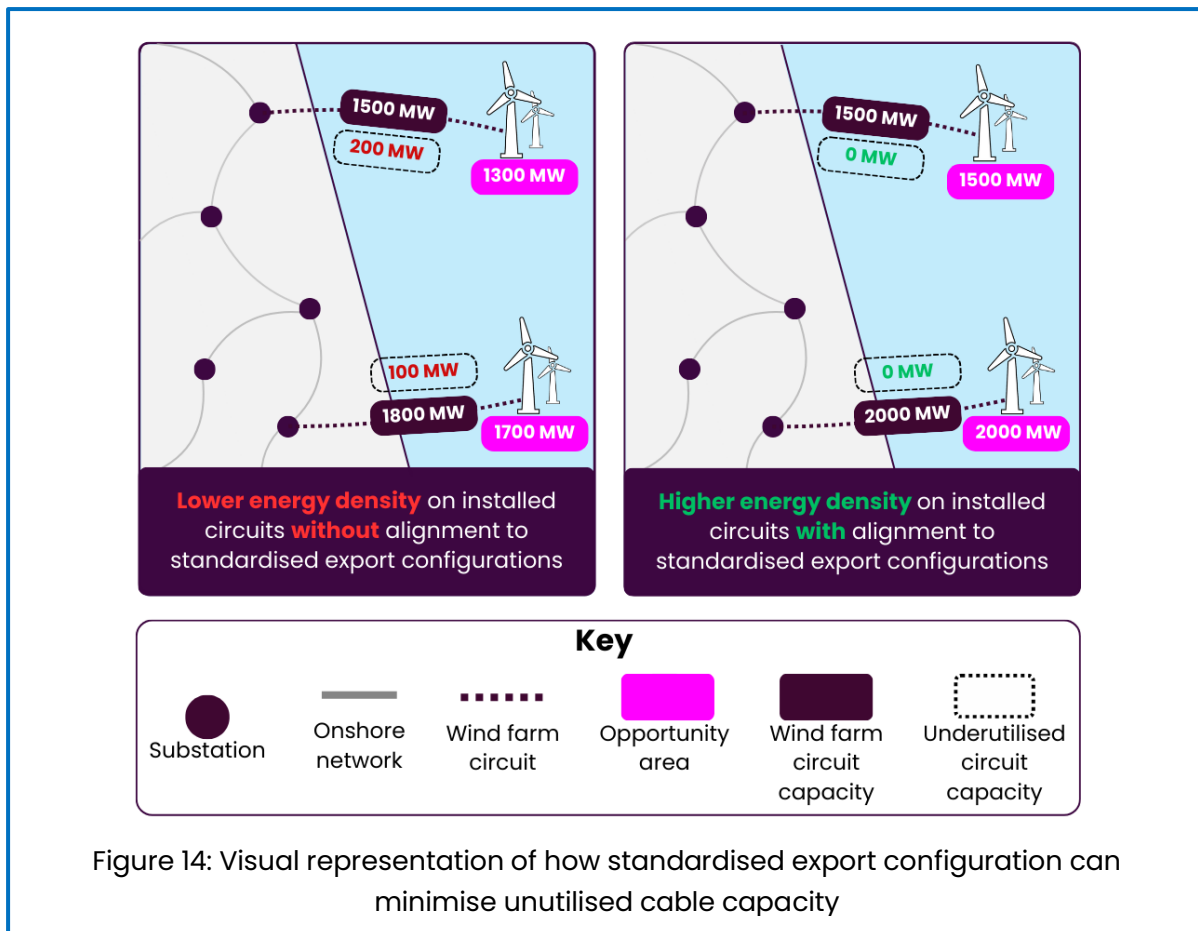 1500 MW
200 MW
1300 MW
100 MW
1800 MW
1700 MW
Lower energy density on installed
circuits without alignment to
standardised export configurations
1500 MW
0 MW
1500 MW
0 MW
2000 MW
2000 MW
Higher energy density on installed
circuits with alignment to
standardised export configurations
Key
Substation
Onshore
network
Wind farm
circuit
Opportunity
area
Wind farm
circuit
capacity
Underutilised
circuit
capacity
Figure 14: Visual representation of how standardised export configuration can
minimise unutilised cable capacity